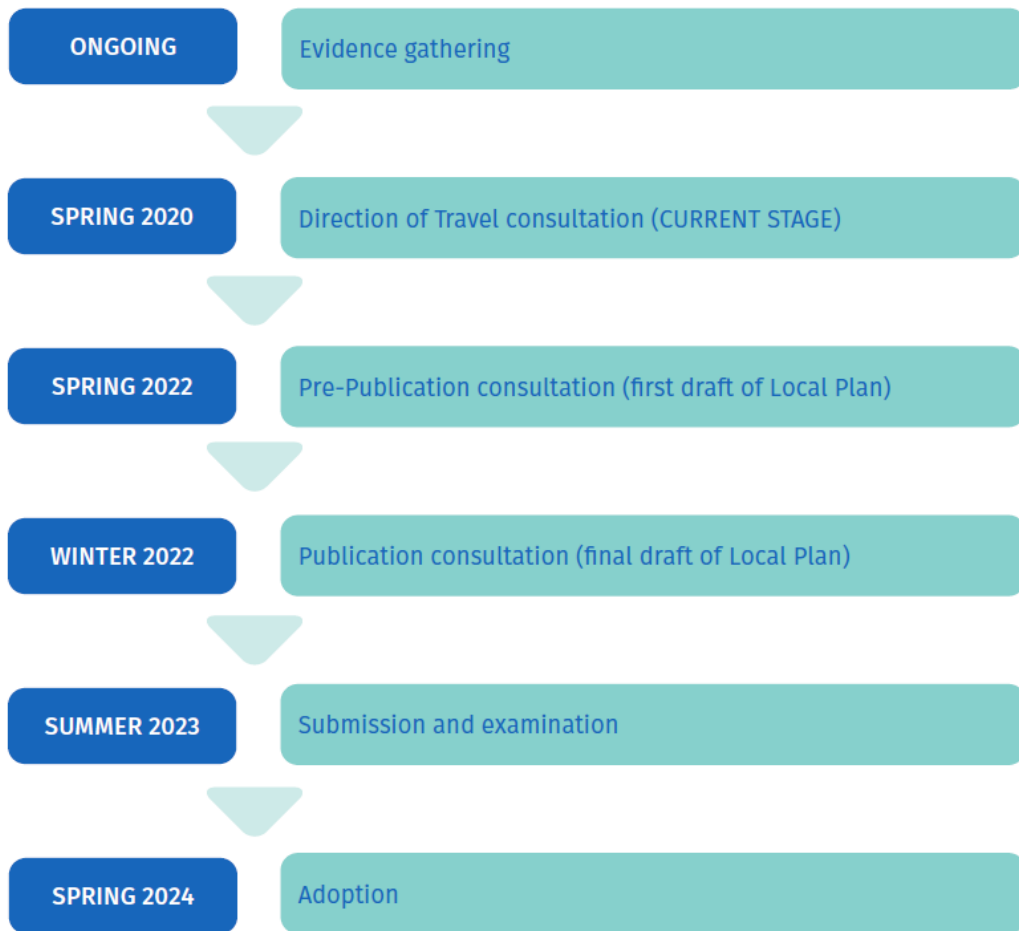 ONGOING
Evidence gathering
SPRING 2020
Direction of Travel consultation (CURRENT STAGE)
SPRING 2022
Pre-Publication consultation (first draft of Local Plan)
WINTER 2022
Publication consultation (final draft of Local Plan)
SUMMER 2023
Submission and examination
SPRING 2024
Adoption